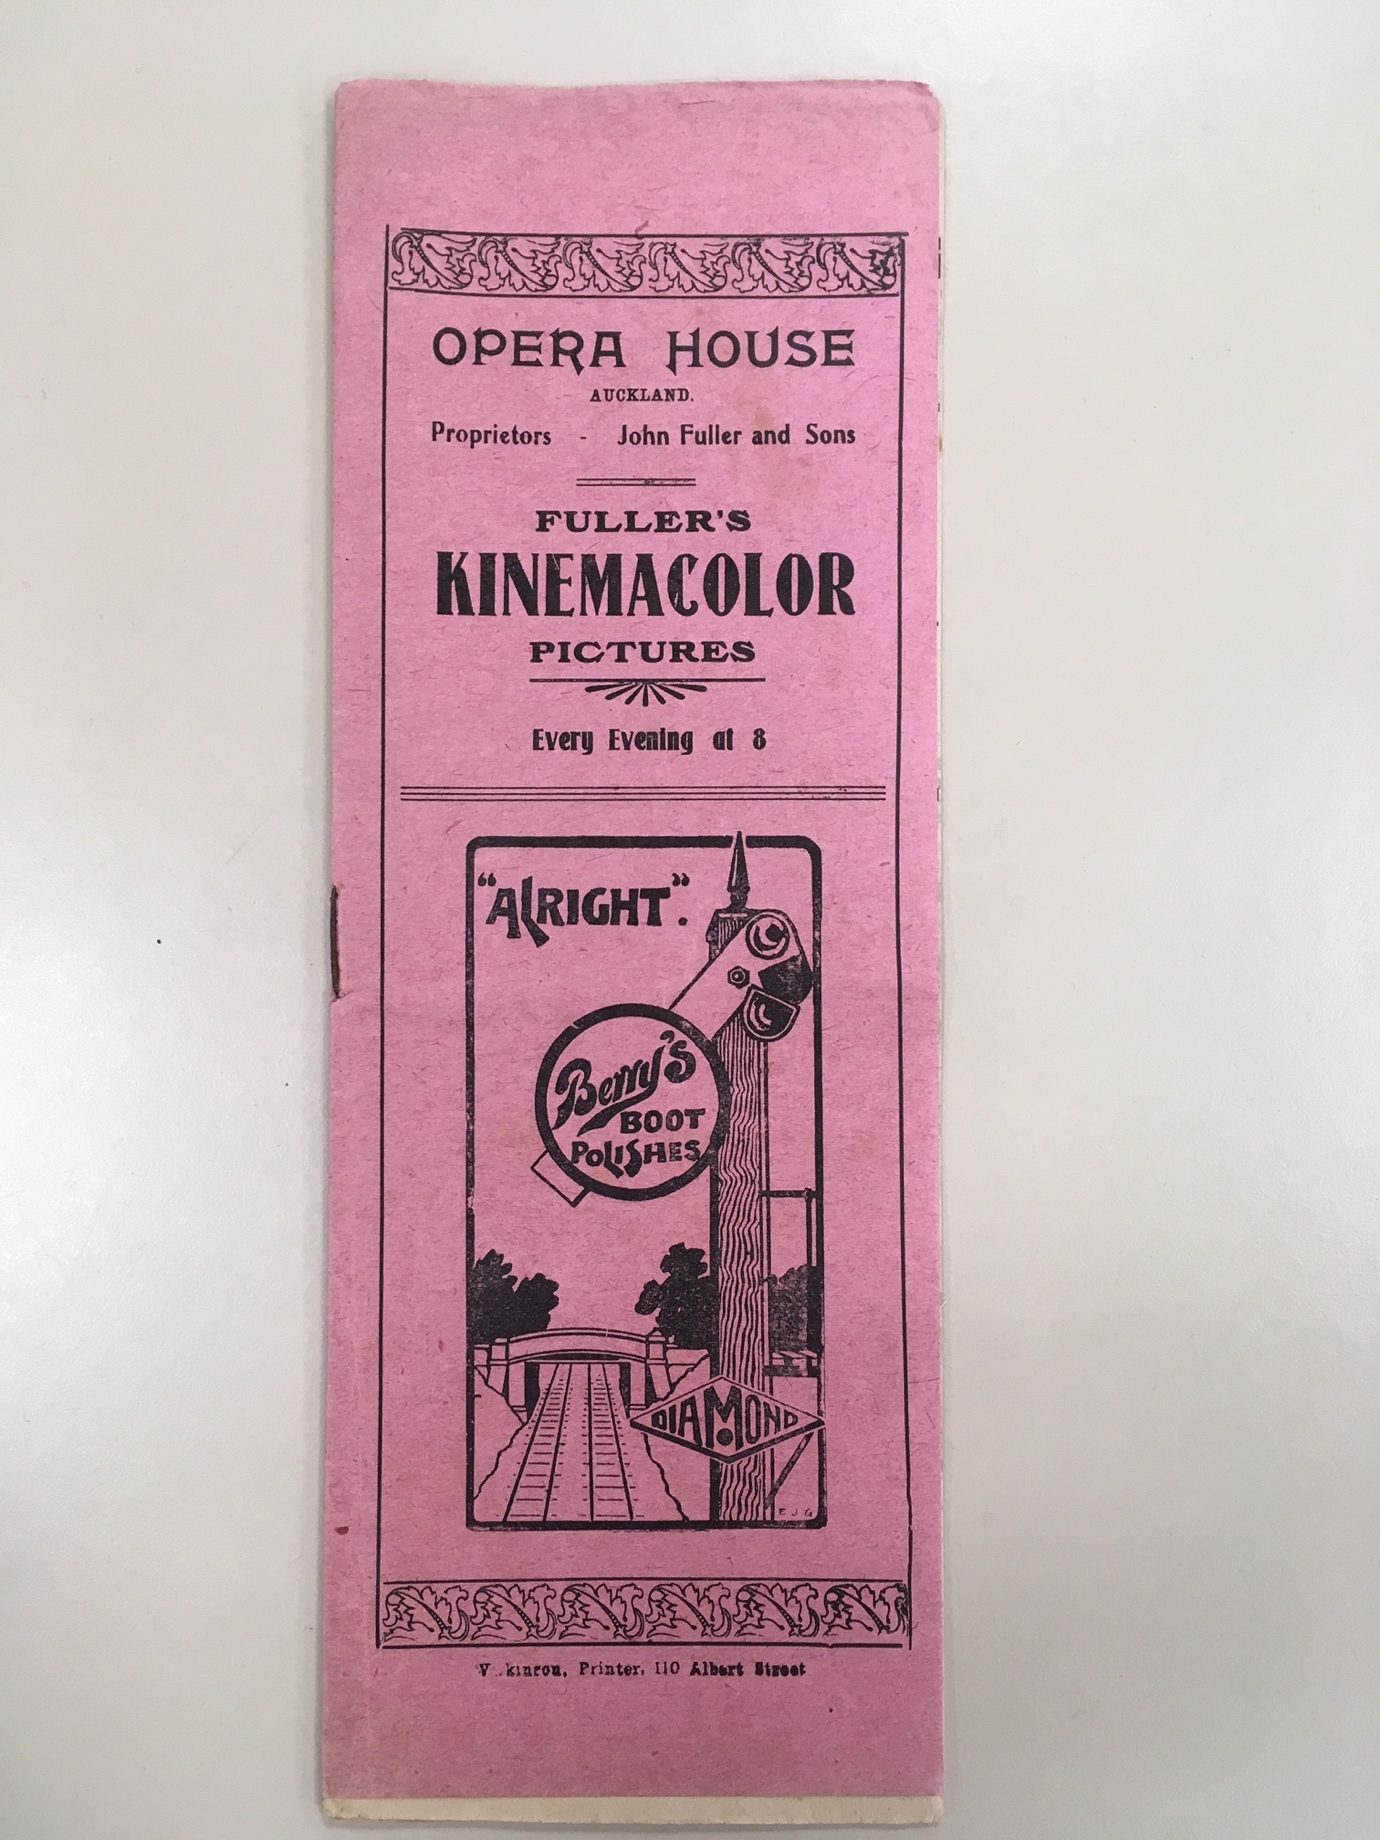 OPERA HOUSE
AUCKLAND.
Proprietors - John Fuller and Sons
FULLER'S
KINEMACOLOR
PICTURES
Every Evening at 8
"ALRIGHT".
Berry's
BOOT
POLISHES
DIAMOND
E J G
Printer, 110 Albert Street